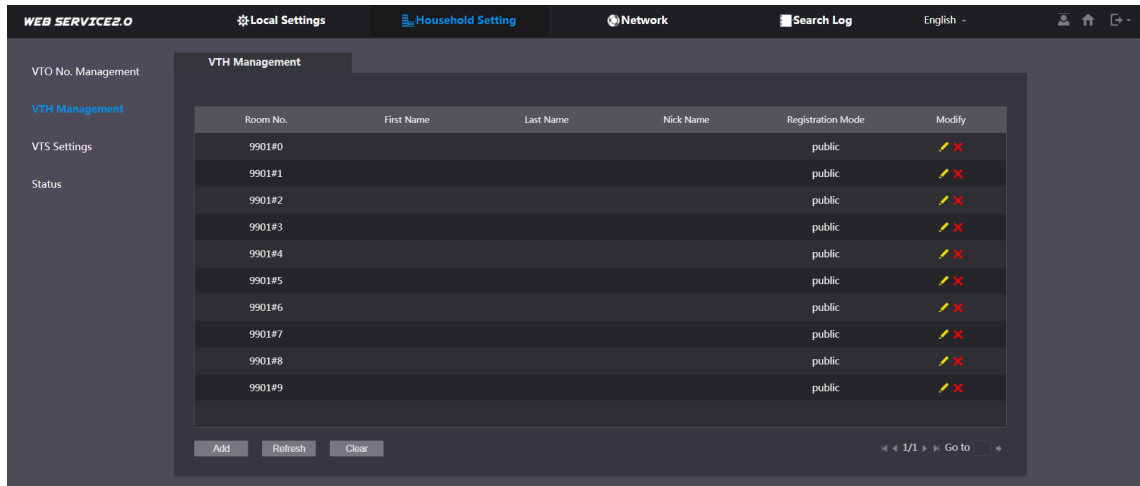 WEB SERVICE2.0 Local Settings Household Setting Network Search Log English
VTO No. Management
VTH Management
VTS Settings
Status
VTH Management
Room No. First Name Last Name Nick Name Registration Mode Modify
9901#0 public
9901#1 public
9901#2 public
9901#3 public
9901#4 public
9901#5 public
9901#6 public
9901#7 public
9901#8 public
9901#9 public
Add Refresh Clear 1/1 Go to